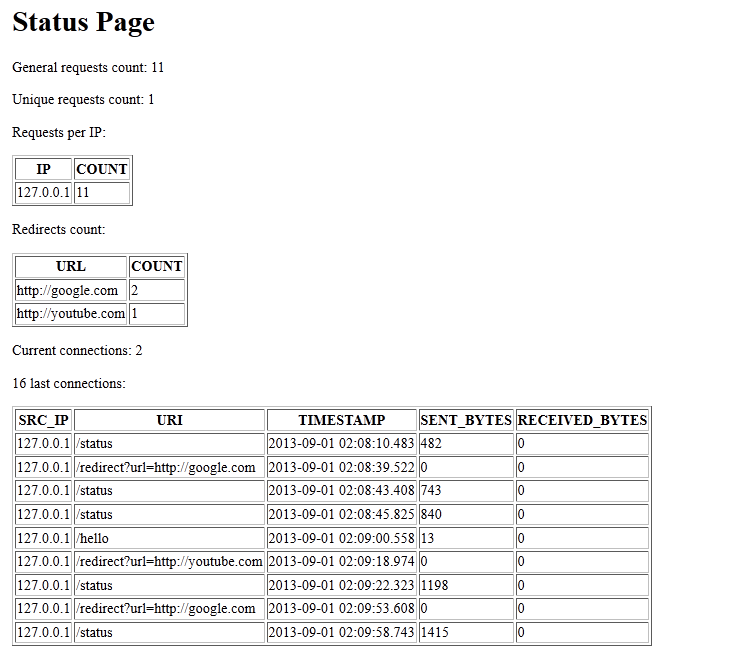 Status Page
General requests count: 11
Unique requests count: 1
Requests per IP:
IP COUNT
127.0.0.1 11
Redirects count:
URL COUNT
http://google.com 2
http://youtube.com 1
Current connections: 2
16 last connections:
SRC_IP URI TIMESTAMP SENT_BYTES RECEIVED_BYTES
127.0.0.1 /status 2013-09-01 02:08:10.483 482 0
127.0.0.1 /redirect?url=http://google.com 2013-09-01 02:08:39.522 0 0
127.0.0.1 /status 2013-09-01 02:08:43.408 743 0
127.0.0.1 /status 2013-09-01 02:08:45.825 840 0
127.0.0.1 /hello 2013-09-01 02:09:00.558 13 0
127.0.0.1 /redirect?url=http://youtube.com 2013-09-01 02:09:18.974 0 0
127.0.0.1 /status 2013-09-01 02:09:22.323 1198 0
127.0.0.1 /redirect?url=http://google.com 2013-09-01 02:09:53.608 0 0
127.0.0.1 /status 2013-09-01 02:09:58.743 1415 0